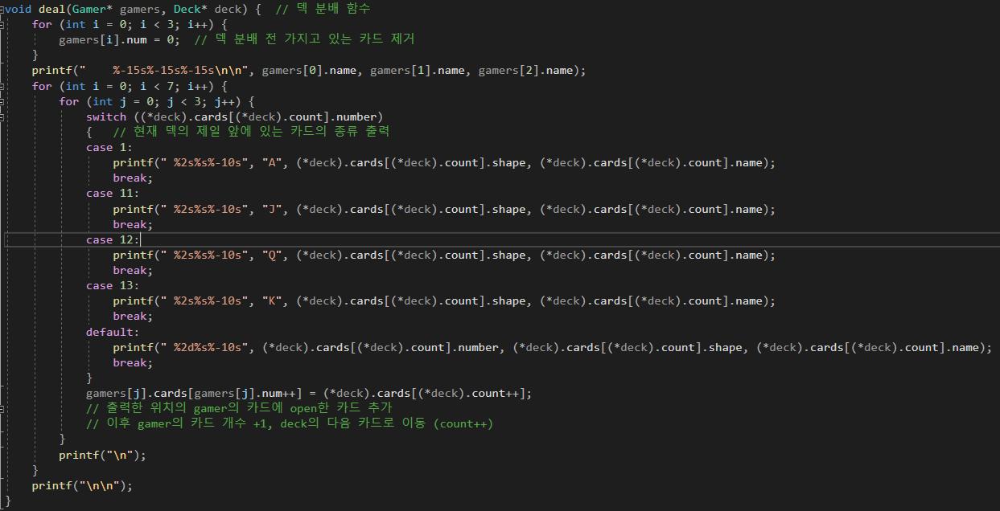 void deal(Gamer* gamers, Deck* deck) {  // 덱 분배 함수
    for (int i = 0; i < 3; i++) {
        gamers[i].num = 0;  // 덱 분배 전 가지고 있는 카드 제거
    }
    printf("    %-15s%-15s%-15s\n\n", gamers[0].name, gamers[1].name, gamers[2].name);
    for (int i = 0; i < 7; i++) {
        for (int j = 0; j < 3; j++) {
            switch ((*deck).cards[(*deck).count].number)
            {   // 현재 덱의 제일 앞에 있는 카드의 종류 출력
            case 1:
                printf(" %2s%s%-10s", "A", (*deck).cards[(*deck).count].shape, (*deck).cards[(*deck).count].name);
                break;
            case 11:
                printf(" %2s%s%-10s", "J", (*deck).cards[(*deck).count].shape, (*deck).cards[(*deck).count].name);
                break;
            case 12:
                printf(" %2s%s%-10s", "Q", (*deck).cards[(*deck).count].shape, (*deck).cards[(*deck).count].name);
                break;
            case 13:
                printf(" %2s%s%-10s", "K", (*deck).cards[(*deck).count].shape, (*deck).cards[(*deck).count].name);
                break;
            default:
                printf(" %2d%s%-10s", (*deck).cards[(*deck).count].number, (*deck).cards[(*deck).count].shape, (*deck).cards[(*deck).count].name);
                break;
            }
            gamers[j].cards[gamers[j].num++] = (*deck).cards[(*deck).count++];
            // 출력한 위치의 gamer의 카드에 open한 카드 추가
            // 이후 gamer의 카드 개수 +1, deck의 다음 카드로 이동 (count++)
        }
        printf("\n");
    }
    printf("\n\n");
}